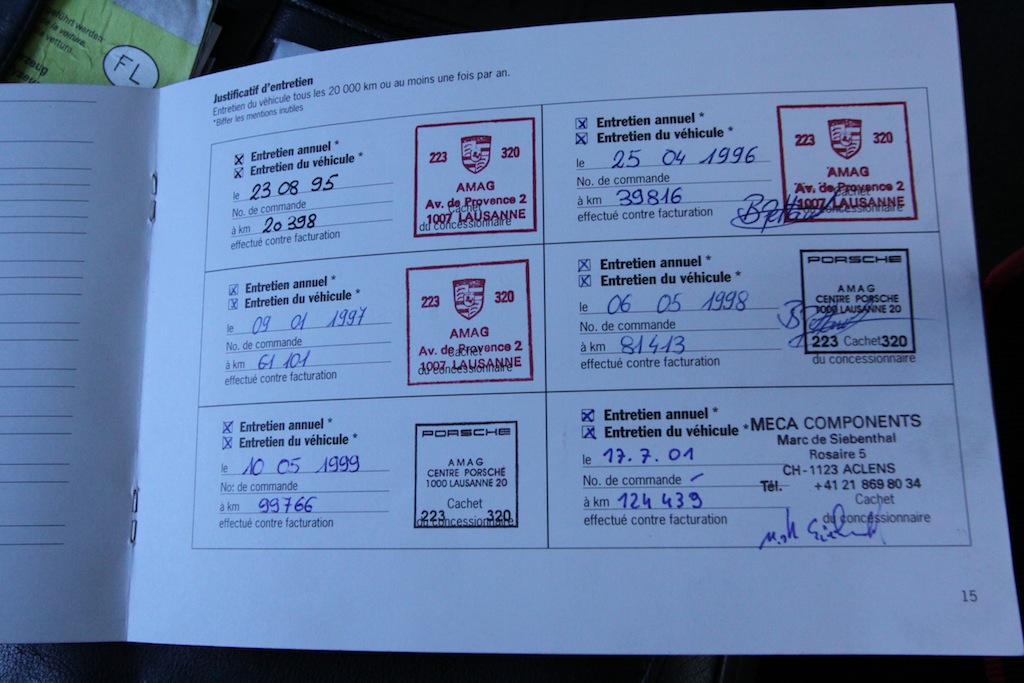 führt werden
la voiture.
vettura.
FL
Justificatif d'entretien
Entretien du véhicule tous les 20 000 km ou au moins une fois par an.
*Biffer les mentions inutiles
Entretien annuel *
Entretien du véhicule *
le 23 08 95
No. de commande
à km 20 398
effectué contre facturation
223 320
AMAG
Av. de Provence 2
1007 LAUSANNE
Cachet
du concessionnaire
Entretien annuel *
Entretien du véhicule *
le 25 04 1996
No. de commande
à km 39816
effectué contre facturation
223 320
AMAG
Av. de Provence 2
1007 LAUSANNE
Cachet
du concessionnaire
Entretien annuel *
Entretien du véhicule *
le 09 01 1997
No. de commande
à km 61 101
effectué contre facturation
223 320
AMAG
Av. de Provence 2
1007 LAUSANNE
Cachet
du concessionnaire
Entretien annuel *
Entretien du véhicule *
le 06 05 1998
No. de commande
à km 81413
effectué contre facturation
PORSCHE
AMAG
CENTRE PORSCHE
1000 LAUSANNE 20
223 Cachet 320
du concessionnaire
Entretien annuel *
Entretien du véhicule *
le 10 05 1999
No. de commande
à km 99766
effectué contre facturation
PORSCHE
AMAG
CENTRE PORSCHE
1000 LAUSANNE 20
Cachet
223 320
du concessionnaire
Entretien annuel *
Entretien du véhicule *
le 17.7.01
No. de commande -
à km 124 439
effectué contre facturation
MECA COMPONENTS
Marc de Siebenthal
Rosaire 5
CH-1123 ACLENS
Tél. +41 21 869 80 34
Cachet
du concessionnaire
15